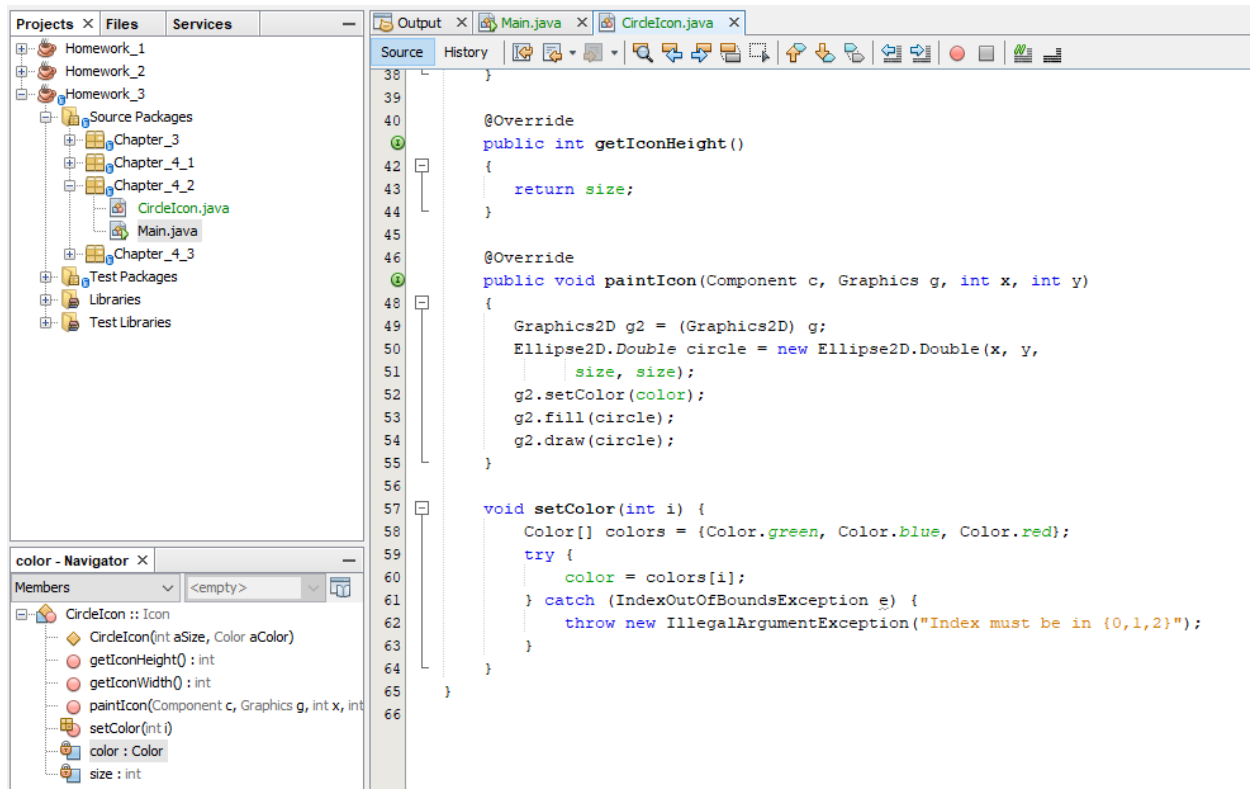 Projects × Files Services
Homework_1
Homework_2
Homework_3
Source Packages
Chapter_3
Chapter_4_1
Chapter_4_2
CircleIcon.java
Main.java
Chapter_4_3
Test Packages
Libraries
Test Libraries
color - Navigator ×
Members <empty>
CircleIcon :: Icon
CircleIcon(int aSize, Color aColor)
getIconHeight() : int
getIconWidth() : int
paintIcon(Component c, Graphics g, int x, int
setColor(int i)
color : Color
size : int
Output × Main.java × CircleIcon.java ×
Source History
38 }
39
40 @Override
public int getIconHeight()
42 {
43 return size;
44 }
45
46 @Override
public void paintIcon(Component c, Graphics g, int x, int y)
48 {
49 Graphics2D g2 = (Graphics2D) g;
50 Ellipse2D.Double circle = new Ellipse2D.Double(x, y,
51 size, size);
52 g2.setColor(color);
53 g2.fill(circle);
54 g2.draw(circle);
55 }
56
57 void setColor(int i) {
58 Color[] colors = {Color.green, Color.blue, Color.red};
59 try {
60 color = colors[i];
61 } catch (IndexOutOfBoundsException e) {
62 throw new IllegalArgumentException("Index must be in {0,1,2}");
63 }
64 }
65 }
66